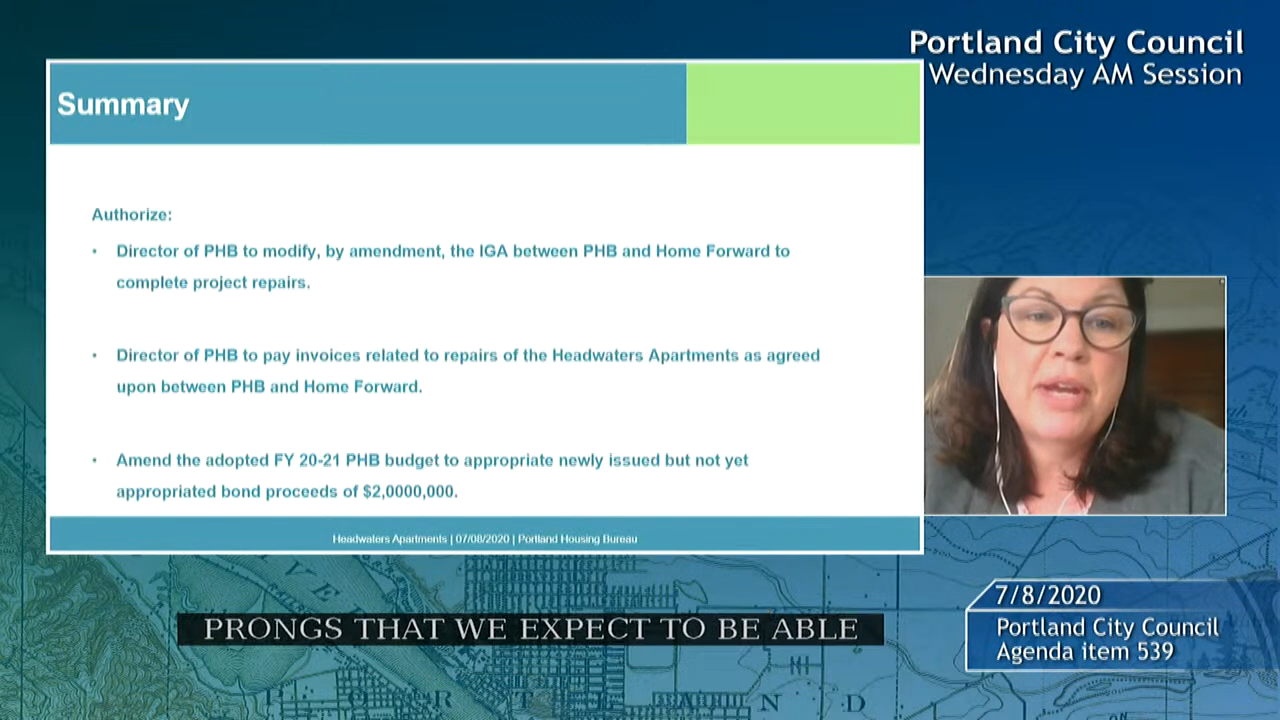 Portland City Council
Wednesday AM Session
Summary
Authorize:
• Director of PHB to modify, by amendment, the IGA between PHB and Home Forward to
complete project repairs.
• Director of PHB to pay invoices related to repairs of the Headwaters Apartments as agreed
upon between PHB and Home Forward.
• Amend the adopted FY 20-21 PHB budget to appropriate newly issued but not yet
appropriated bond proceeds of $2,0000,000.
Headwaters Apartments | 07/08/2020 | Portland Housing Bureau
PRONGS THAT WE EXPECT TO BE ABLE
7/8/2020
Portland City Council
Agenda item 539